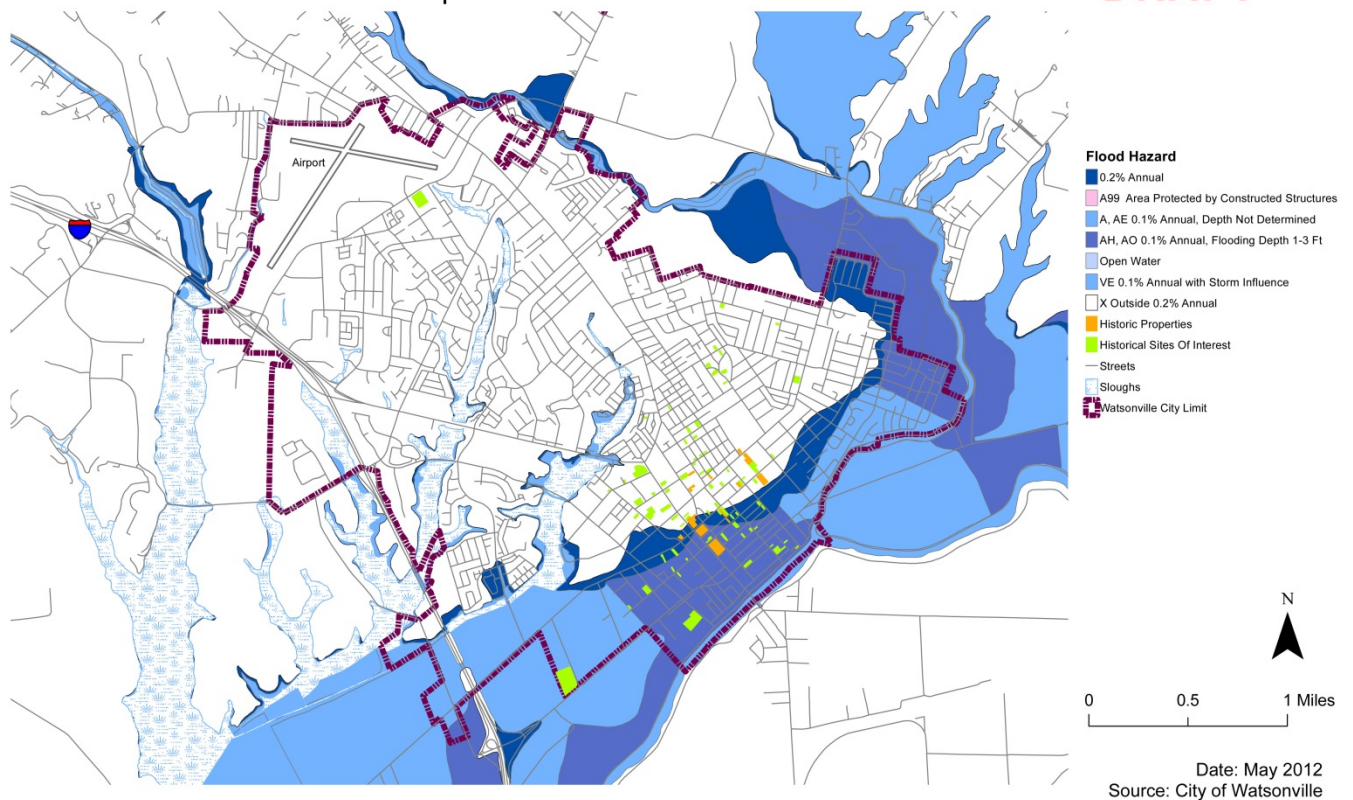 Airport
Flood Hazard
0.2% Annual
A99 Area Protected by Constructed Structures
A, AE 0.1% Annual, Depth Not Determined
AH, AO 0.1% Annual, Flooding Depth 1-3 Ft
Open Water
VE 0.1% Annual with Storm Influence
X Outside 0.2% Annual
Historic Properties
Historical Sites Of Interest
Streets
Sloughs
Watsonville City Limit
N
0 0.5 1 Miles
Date: May 2012
Source: City of Watsonville